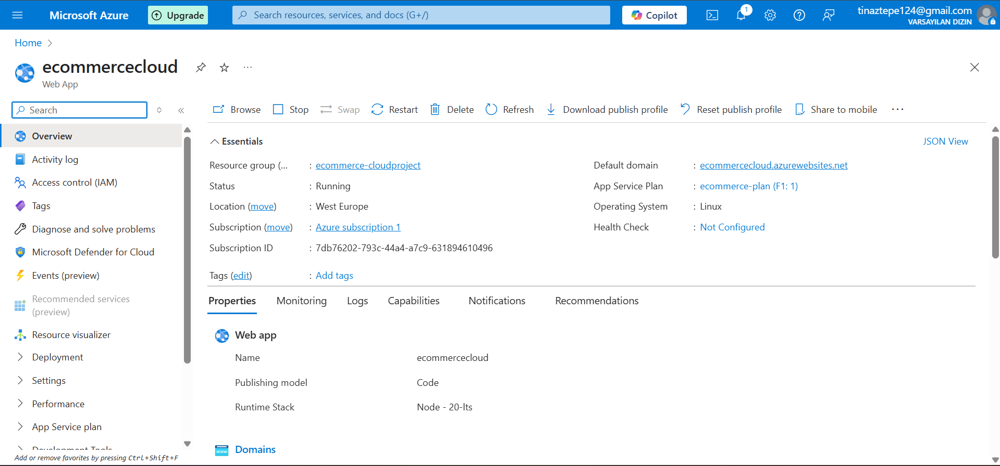 Microsoft Azure
Upgrade
Search resources, services, and docs (G+/)
Copilot
1
tinaztepe124@gmail.com
VARSAYILAN DIZIN
Home
ecommercecloud
Web App
Search
Browse
Stop
Swap
Restart
Delete
Refresh
Download publish profile
Reset publish profile
Share to mobile
Overview
Activity log
Access control (IAM)
Tags
Diagnose and solve problems
Microsoft Defender for Cloud
Events (preview)
Recommended services
(preview)
Resource visualizer
Deployment
Settings
Performance
App Service plan
Development Tools
Add or remove favorites by pressing Ctrl+Shift+F
Essentials
JSON View
Resource group (... : ecommerce-cloudproject
Status : Running
Location (move) : West Europe
Subscription (move) : Azure subscription 1
Subscription ID : 7db76202-793c-44a4-a7c9-631894610496
Default domain : ecommercecloud.azurewebsites.net
App Service Plan : ecommerce-plan (F1: 1)
Operating System : Linux
Health Check : Not Configured
Tags (edit) : Add tags
Properties
Monitoring
Logs
Capabilities
Notifications
Recommendations
Web app
Name ecommercecloud
Publishing model Code
Runtime Stack Node - 20-lts
www
Domains